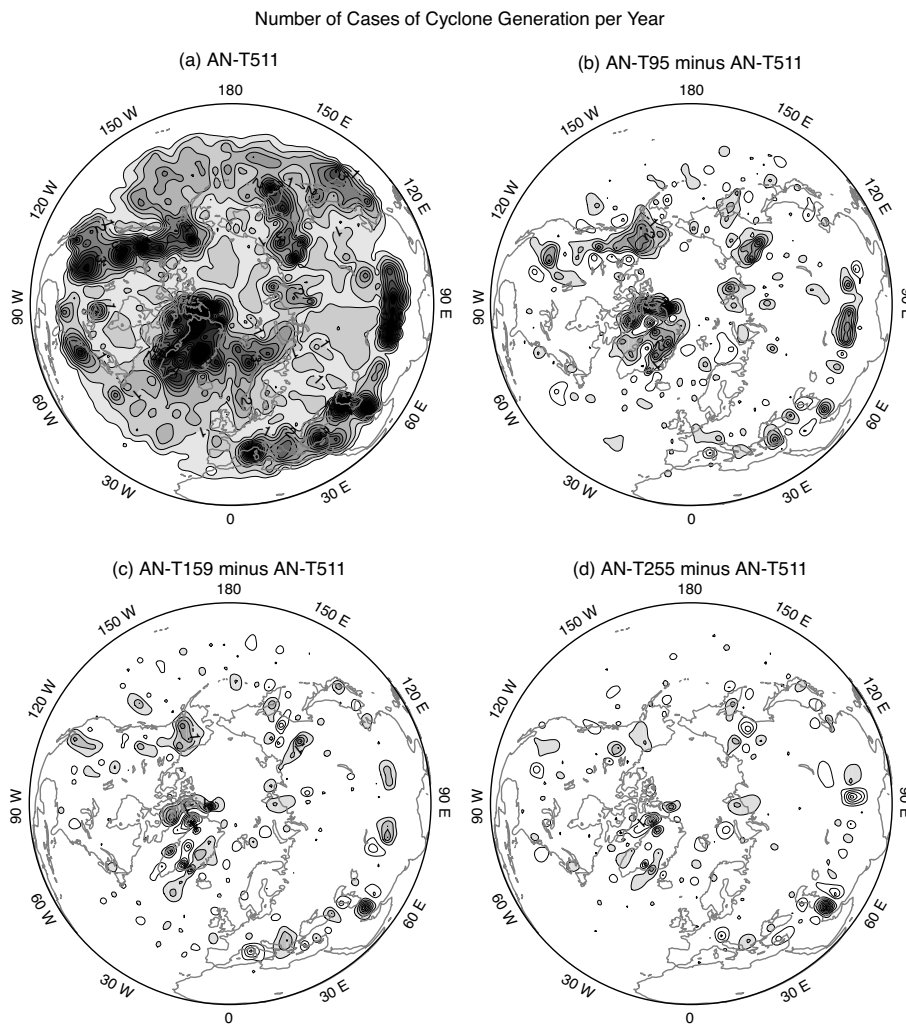 Number of Cases of Cyclone Generation per Year
(a) AN-T511
(b) AN-T95 minus AN-T511
180
150 W
150 E
120 W
120 E
90 W
90 E
60 W
60 E
30 W
30 E
0
180
150 W
150 E
120 W
120 E
90 W
60 W
60 E
30 W
30 E
0
(c) AN-T159 minus AN-T511
(d) AN-T255 minus AN-T511
180
150 W
150 E
120 W
120 E
90 W
90 E
60 W
60 E
30 W
30 E
0
180
150 W
150 E
120 W
120 E
90 W
90 E
60 W
60 E
30 W
30 E
0